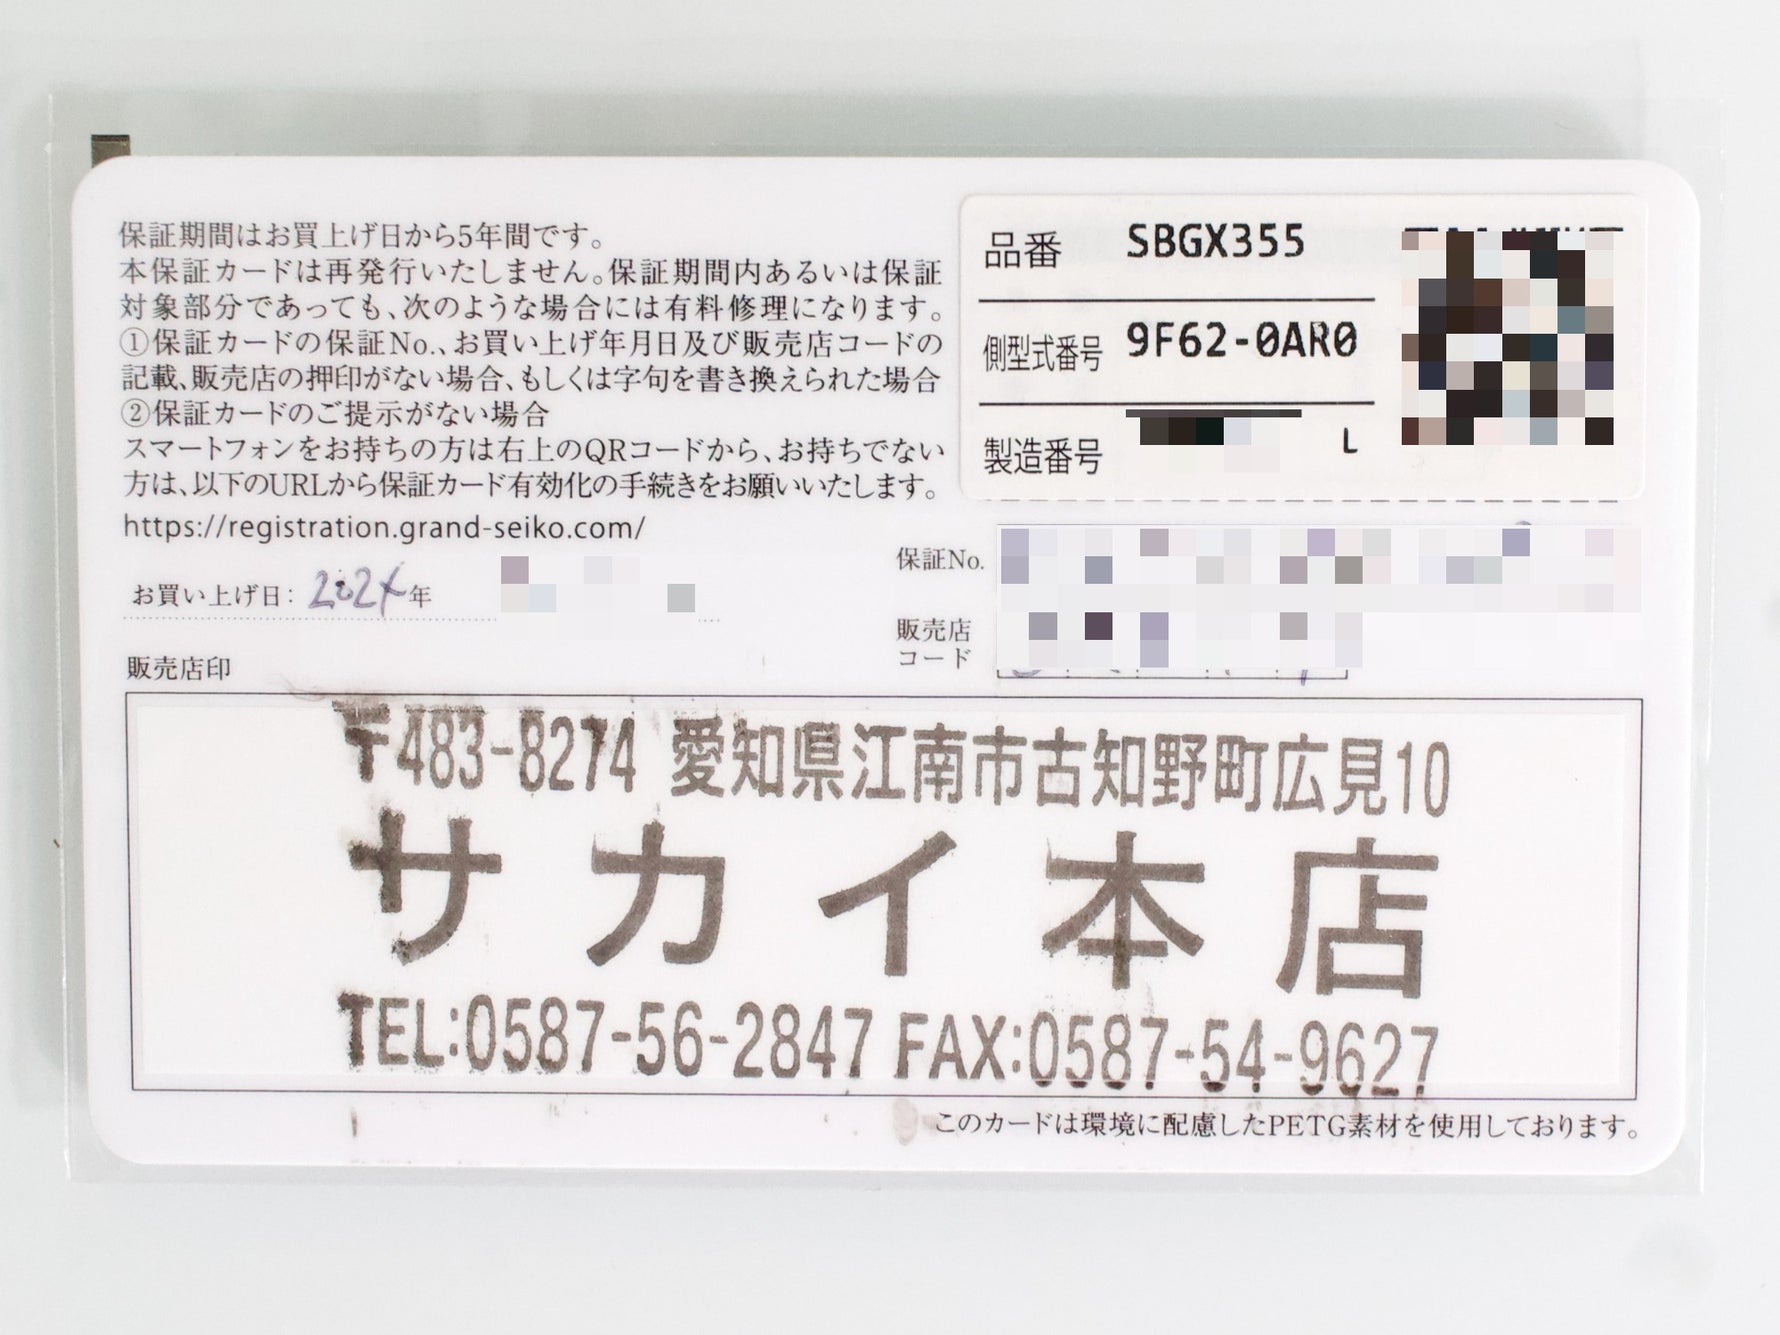 保証期間はお買上げ日から5年間です。
本保証カードは再発行いたしません。保証期間内あるいは保証
対象部分であっても、次のような場合には有料修理になります。
①保証カードの保証No.、お買い上げ年月日及び販売店コードの
記載、販売店の押印がない場合、もしくは字句を書き換えられた場合
②保証カードのご提示がない場合
スマートフォンをお持ちの方は右上のQRコードから、お持ちでない
方は、以下のURLから保証カード有効化の手続きをお願いいたします。
https://registration.grand-seiko.com/
お買い上げ日: 2024年
品番 SBGX355
側型式番号 9F62-0AR0
製造番号 L
保証No.
販売店
コード
販売店印
〒483-8274 愛知県江南市古知野町広見10
サカイ本店
TEL:0587-56-2847 FAX:0587-54-9627
このカードは環境に配慮したPETG素材を使用しております。